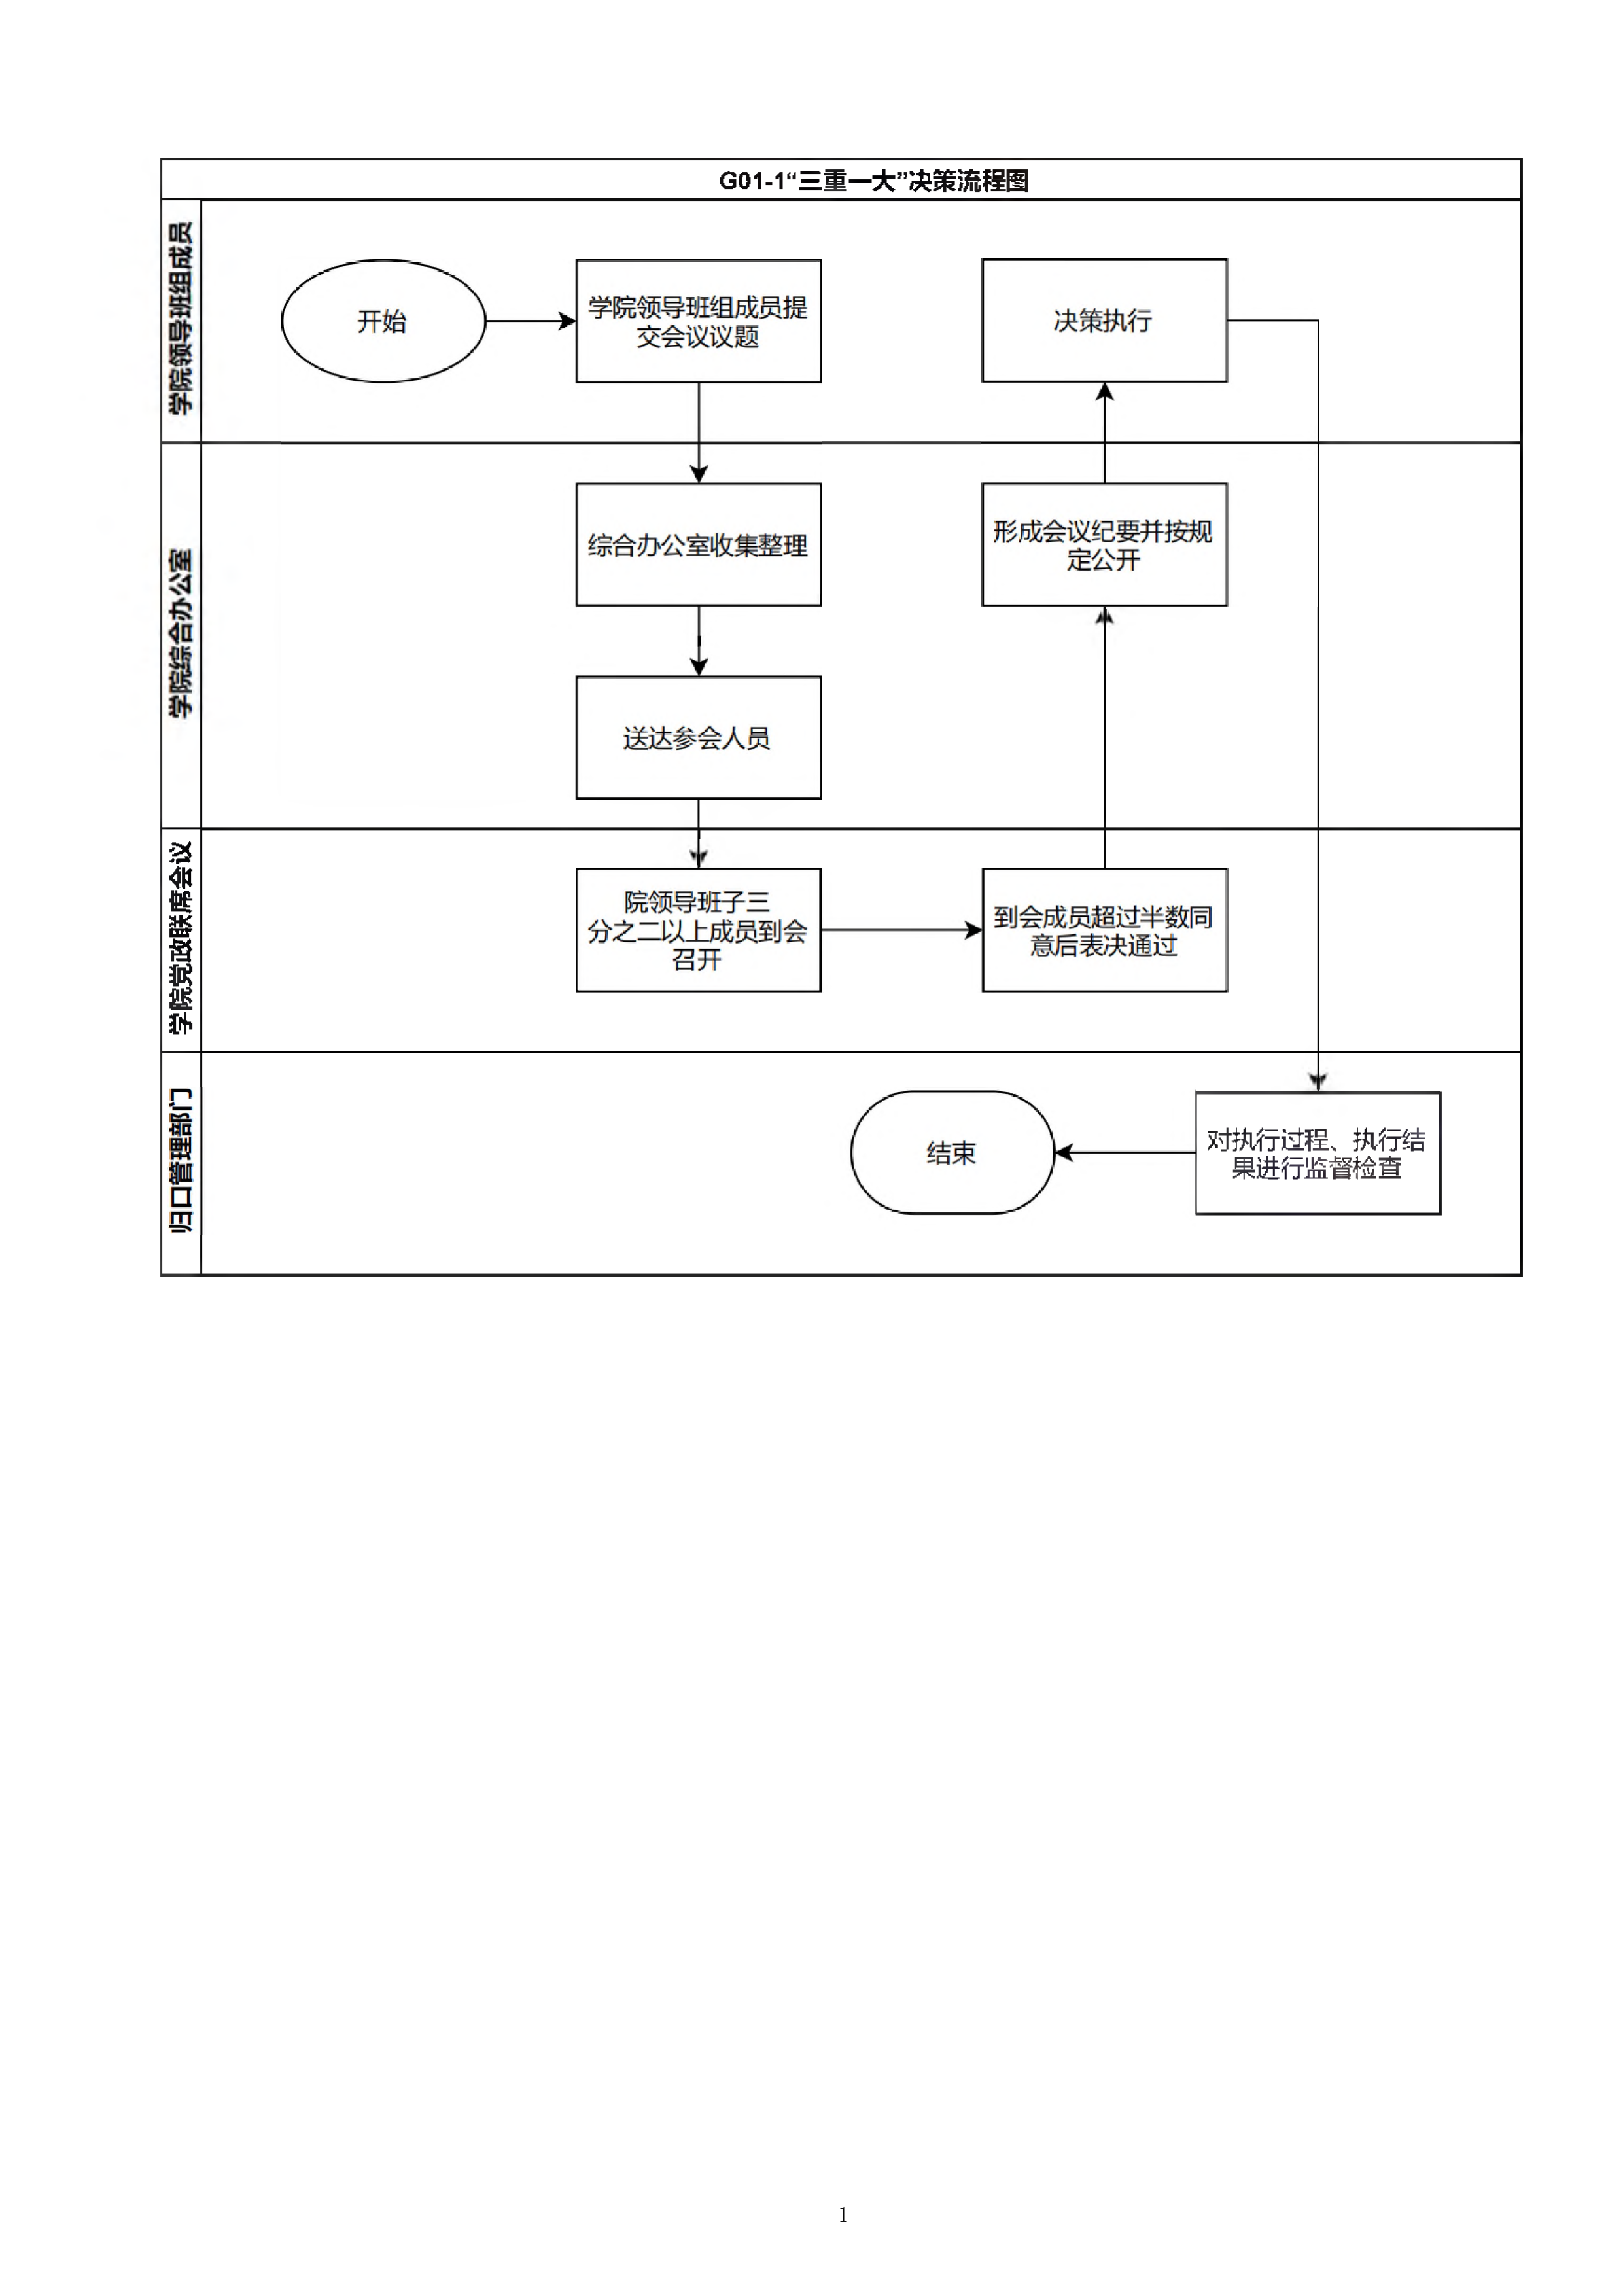 G01-1“三重一大”决策流程图
学院领导班组成员
开始
学院领导班组成员提
交会议议题
决策执行
学院综合办公室
综合办公室收集整理
形成会议纪要并按规
定公开
送达参会人员
学院党政联席会议
院领导班子三
分之二以上成员到会
召开
到会成员超过半数同
意后表决通过
归口管理部门
结束
对执行过程、执行结
果进行监督检查
1